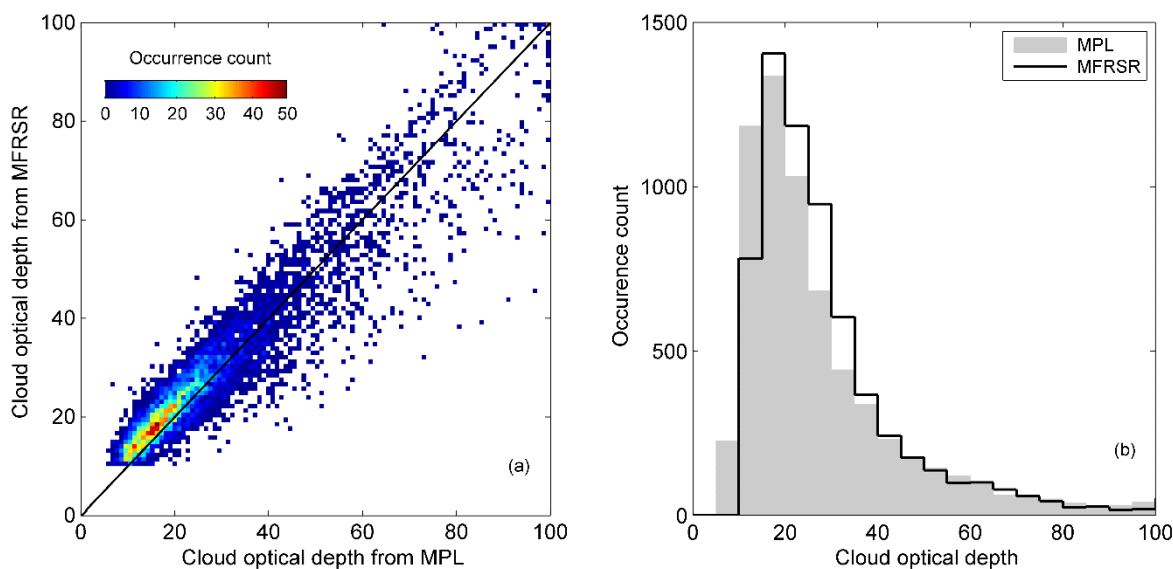 100
80
60
40
20
0
Cloud optical depth from MFRSR
Occurrence count
0 10 20 30 40 50
(a)
0 20 40 60 80 100
Cloud optical depth from MPL
1500
1000
500
0
Occurence count
MPL
MFRSR
(b)
0 20 40 60 80 100
Cloud optical depth